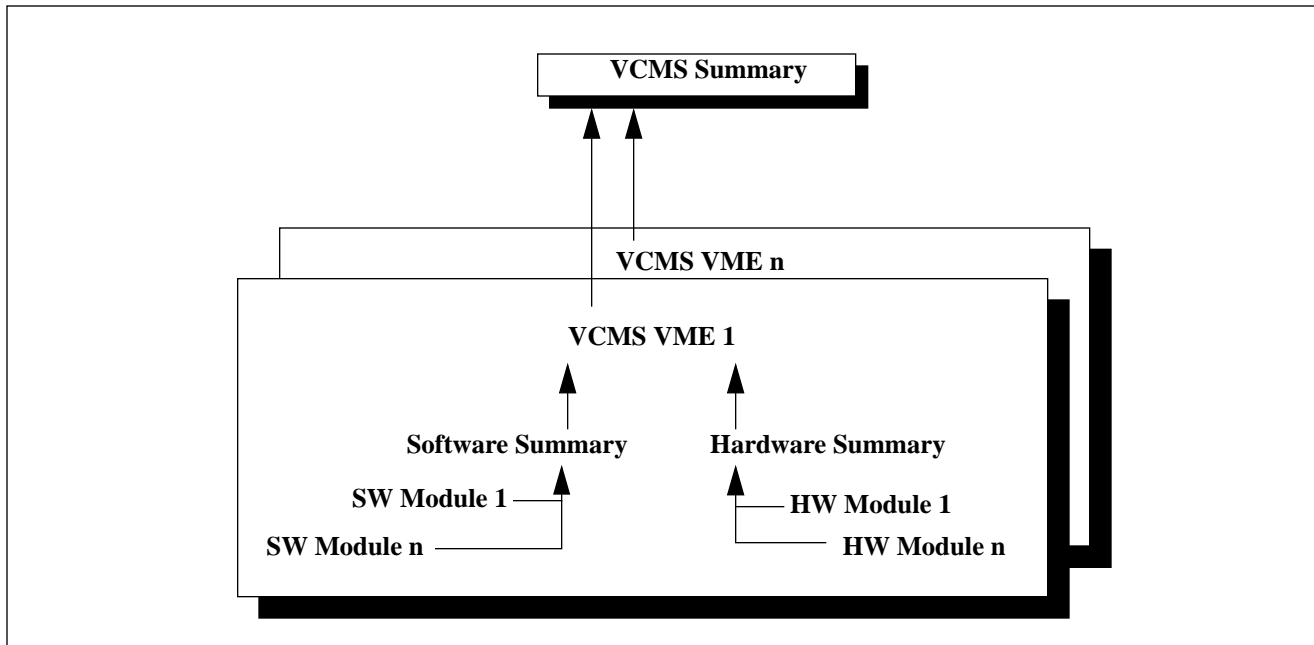 VCMS Summary
VCMS VME n
VCMS VME 1
Software Summary
Hardware Summary
SW Module 1
HW Module 1
SW Module n
HW Module n